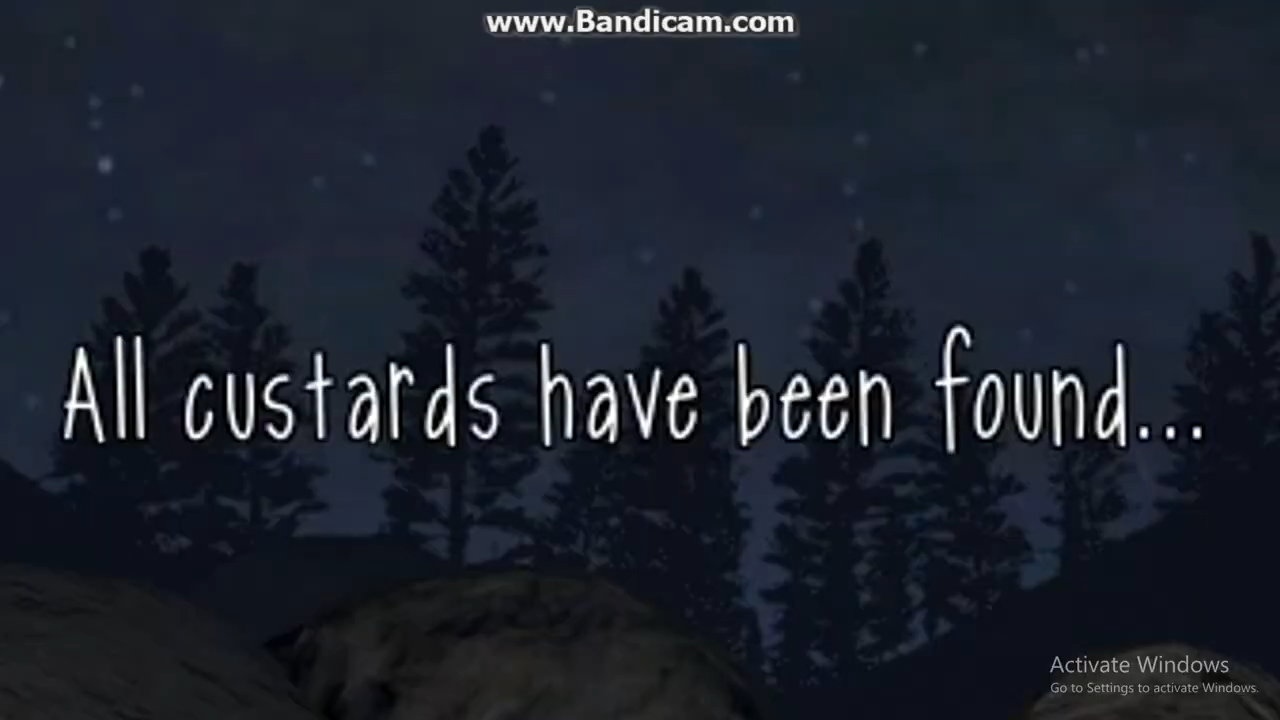 www.Bandicam.com
All custards have been found...
Activate Windows
Go to Settings to activate Windows.